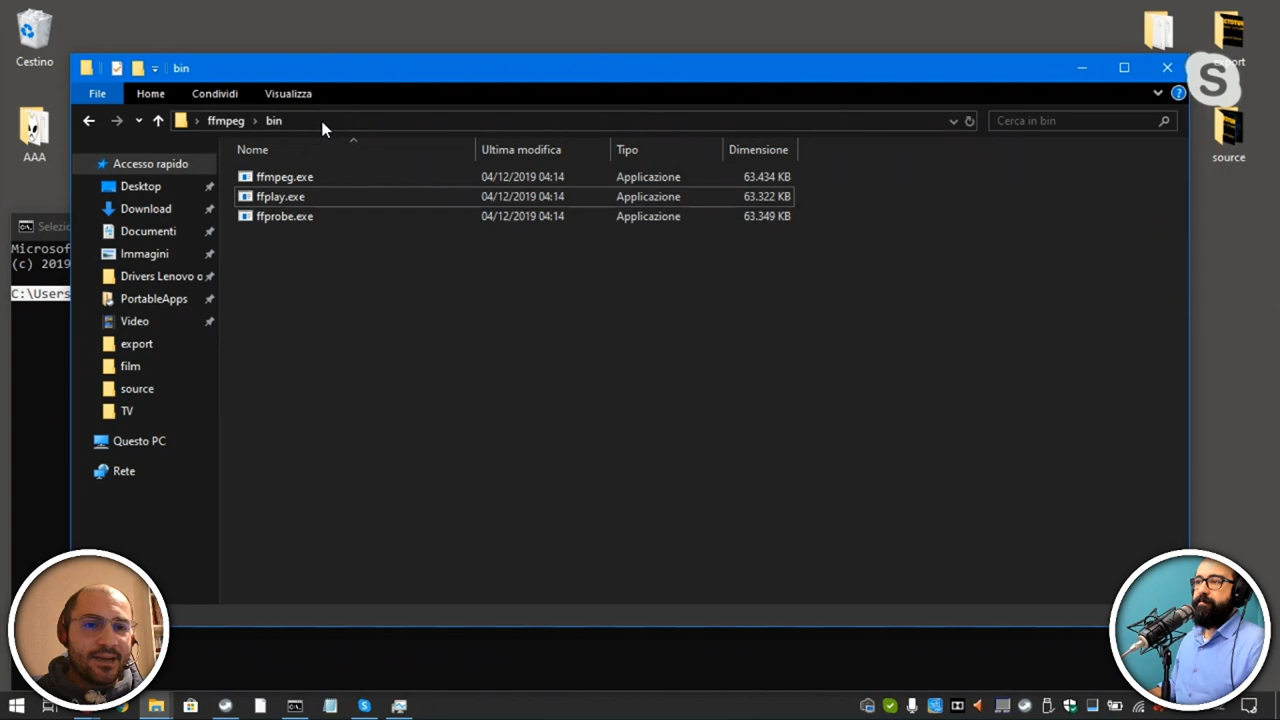 Cestino
AAA
export
source
bin
File Home Condividi Visualizza
ffmpeg bin
Cerca in bin
Nome Ultima modifica Tipo Dimensione
ffmpeg.exe 04/12/2019 04:14 Applicazione 63.434 KB
ffplay.exe 04/12/2019 04:14 Applicazione 63.322 KB
ffprobe.exe 04/12/2019 04:14 Applicazione 63.349 KB
Accesso rapido
Desktop
Download
Documenti
Immagini
Drivers Lenovo
PortableApps
Video
export
film
source
TV
Questo PC
Rete
Selezio
Microsof
(c) 2019
C:\Users